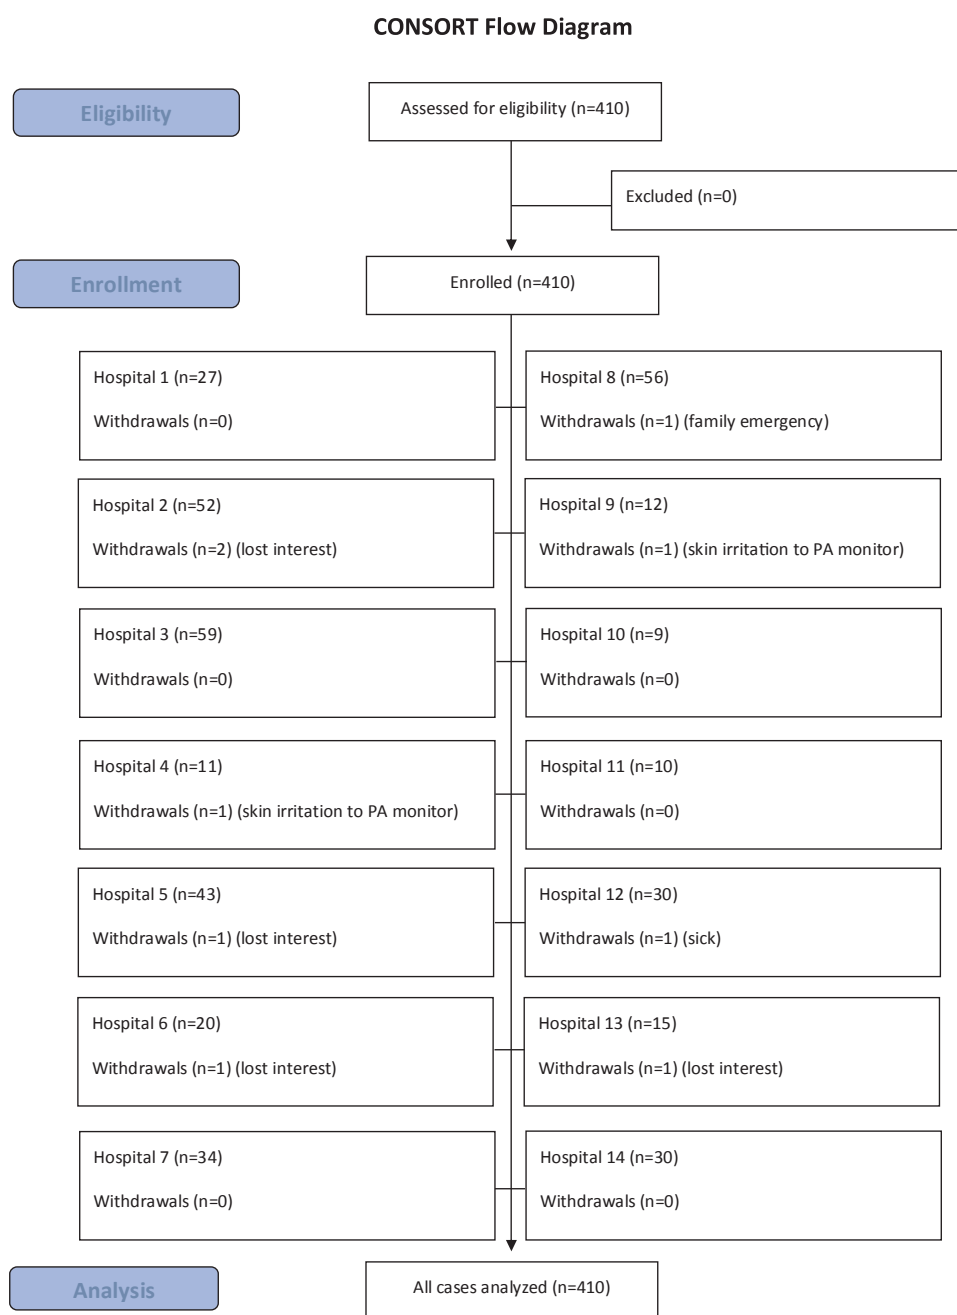 CONSORT Flow Diagram
Eligibility
Assessed for eligibility (n=410)
Excluded (n=0)
Enrollment
Enrolled (n=410)
Hospital 1 (n=27)
Withdrawals (n=0)
Hospital 8 (n=56)
Withdrawals (n=1) (family emergency)
Hospital 2 (n=52)
Withdrawals (n=2) (lost interest)
Hospital 9 (n=12)
Withdrawals (n=1) (skin irritation to PA monitor)
Hospital 3 (n=59)
Withdrawals (n=0)
Hospital 10 (n=9)
Withdrawals (n=0)
Hospital 4 (n=11)
Withdrawals (n=1) (skin irritation to PA monitor)
Hospital 11 (n=10)
Withdrawals (n=0)
Hospital 5 (n=43)
Withdrawals (n=1) (lost interest)
Hospital 12 (n=30)
Withdrawals (n=1) (sick)
Hospital 6 (n=20)
Withdrawals (n=1) (lost interest)
Hospital 13 (n=15)
Withdrawals (n=1) (lost interest)
Hospital 7 (n=34)
Withdrawals (n=0)
Hospital 14 (n=30)
Withdrawals (n=0)
Analysis
All cases analyzed (n=410)